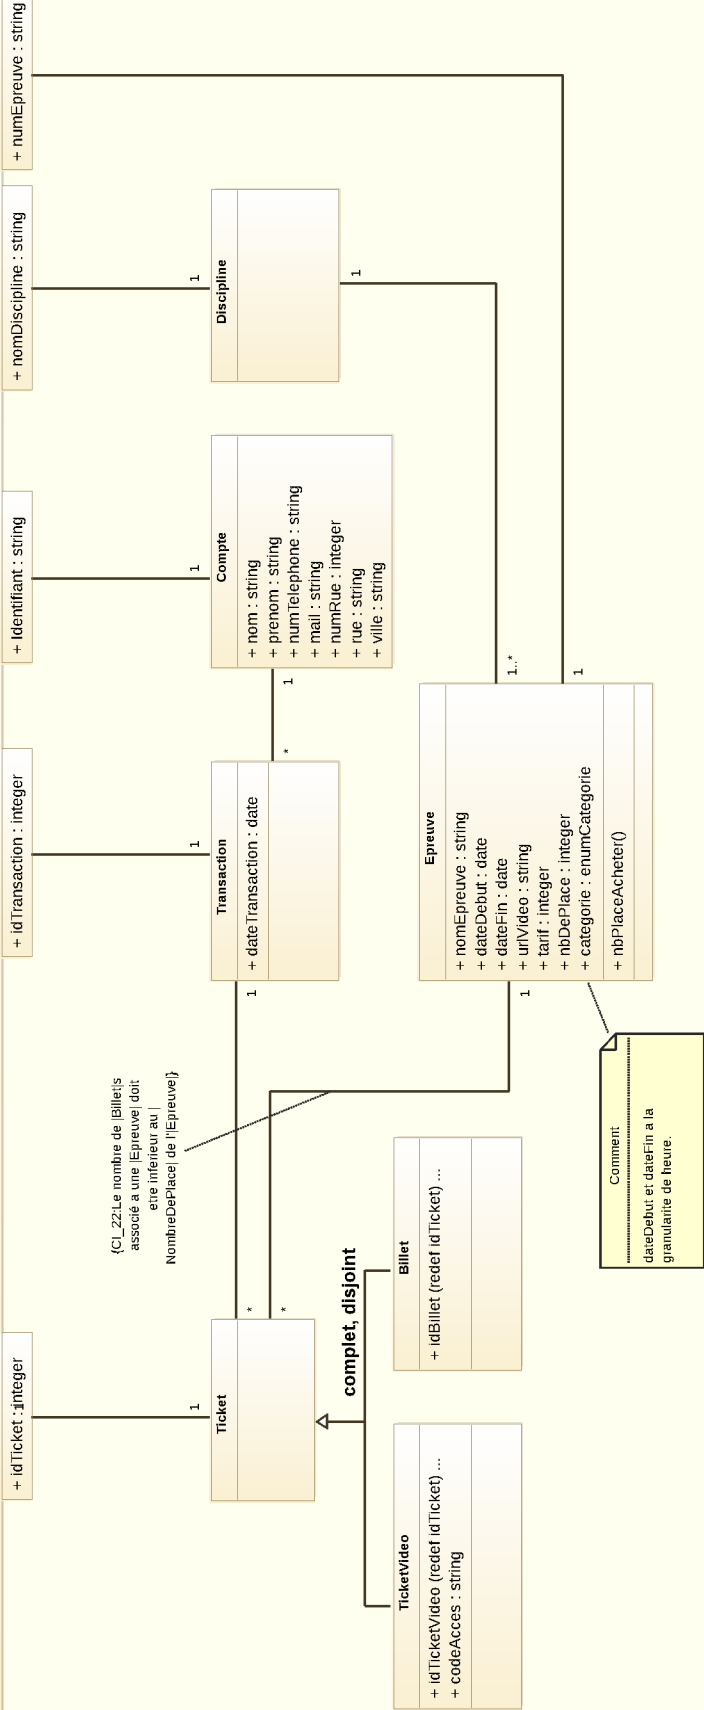 + idTicket : integer
+ idTransaction : integer
+ Identifiant : string
+ nomDiscipline : string
+ numEpreuve : string
1
1
1
1
{CI_22:Le nombre de |Billet|s
associé a une |Epreuve| doit
etre inferieur au |
NombreDePlace| de l'|Epreuve|}
Ticket
*
*
1
Transaction
+ dateTransaction : date
*
1
Compte
+ nom : string
+ prenom : string
+ numTelephone : string
+ mail : string
+ numRue : integer
+ rue : string
+ ville : string
Discipline
1
complet, disjoint
TicketVideo
+ idTicketVideo (redef idTicket) ...
+ codeAcces : string
Billet
+ idBillet (redef idTicket) ...
1
Epreuve
+ nomEpreuve : string
+ dateDebut : date
+ dateFin : date
+ urlVideo : string
+ tarif : integer
+ nbDePlace : integer
+ categorie : enumCategorie
+ nbPlaceAcheter()
1..*
1
Comment
dateDebut et dateFin a la
granularite de heure.